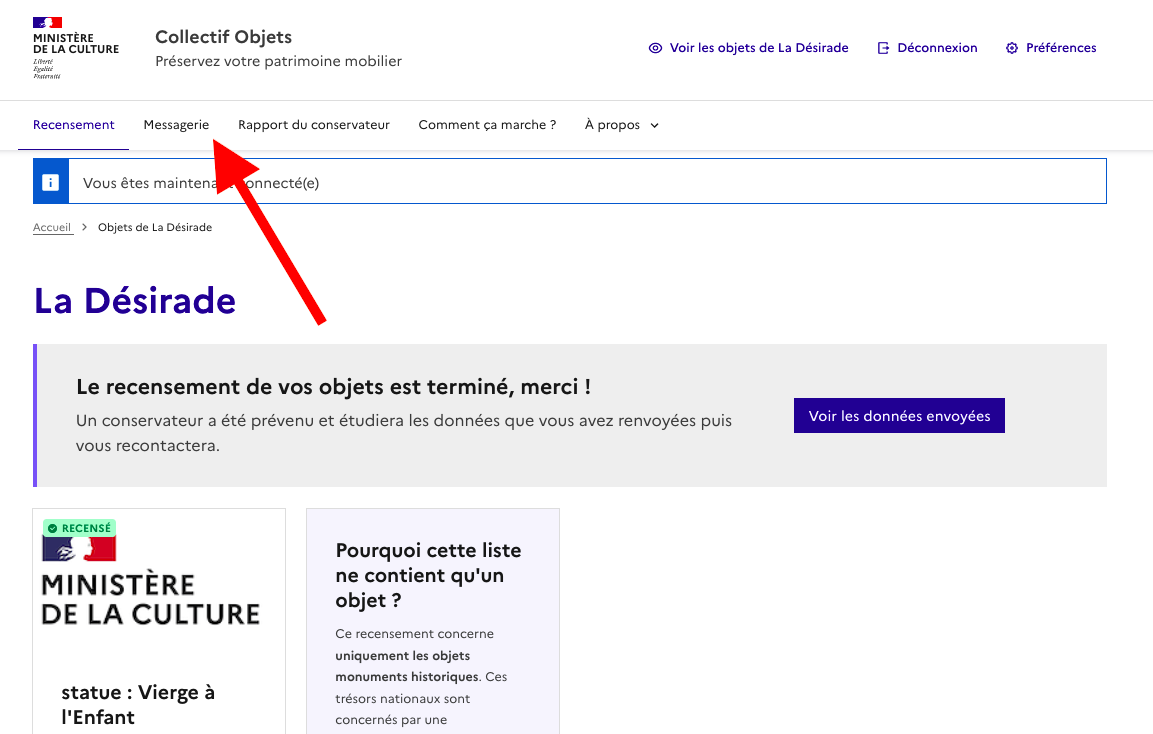 MINISTÈRE
DE LA CULTURE
Liberté
Égalité
Fraternité
Collectif Objets
Préservez votre patrimoine mobilier
Voir les objets de La Désirade
Déconnexion
Préférences
Recensement
Messagerie
Rapport du conservateur
Comment ça marche ?
À propos
Vous êtes maintenant connecté(e)
Accueil
Objets de La Désirade
La Désirade
Le recensement de vos objets est terminé, merci !
Un conservateur a été prévenu et étudiera les données que vous avez renvoyées puis
vous recontactera.
Voir les données envoyées
RECENSÉ
MINISTÈRE
DE LA CULTURE
statue : Vierge à
l'Enfant
Pourquoi cette liste
ne contient qu'un
objet ?
Ce recensement concerne
uniquement les objets
monuments historiques. Ces
trésors nationaux sont
concernés par une